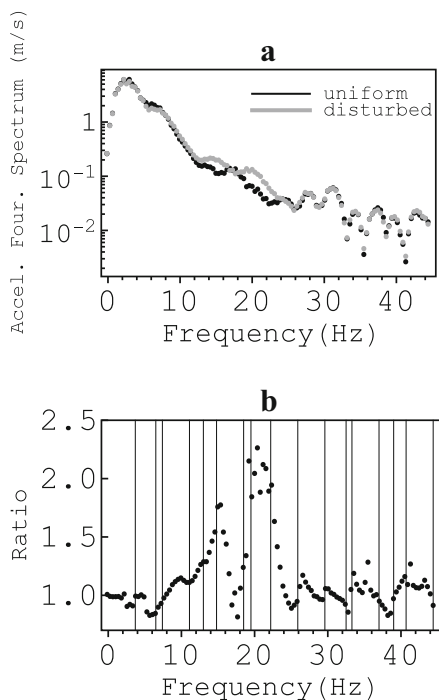 a
Accel. Four. Spectrum (m/s)
uniform
disturbed
1
10-1
10-2
0 10 20 30 40
Frequency(Hz)
b
Ratio
2.5
2.0
1.5
1.0
0 10 20 30 40
Frequency(Hz)